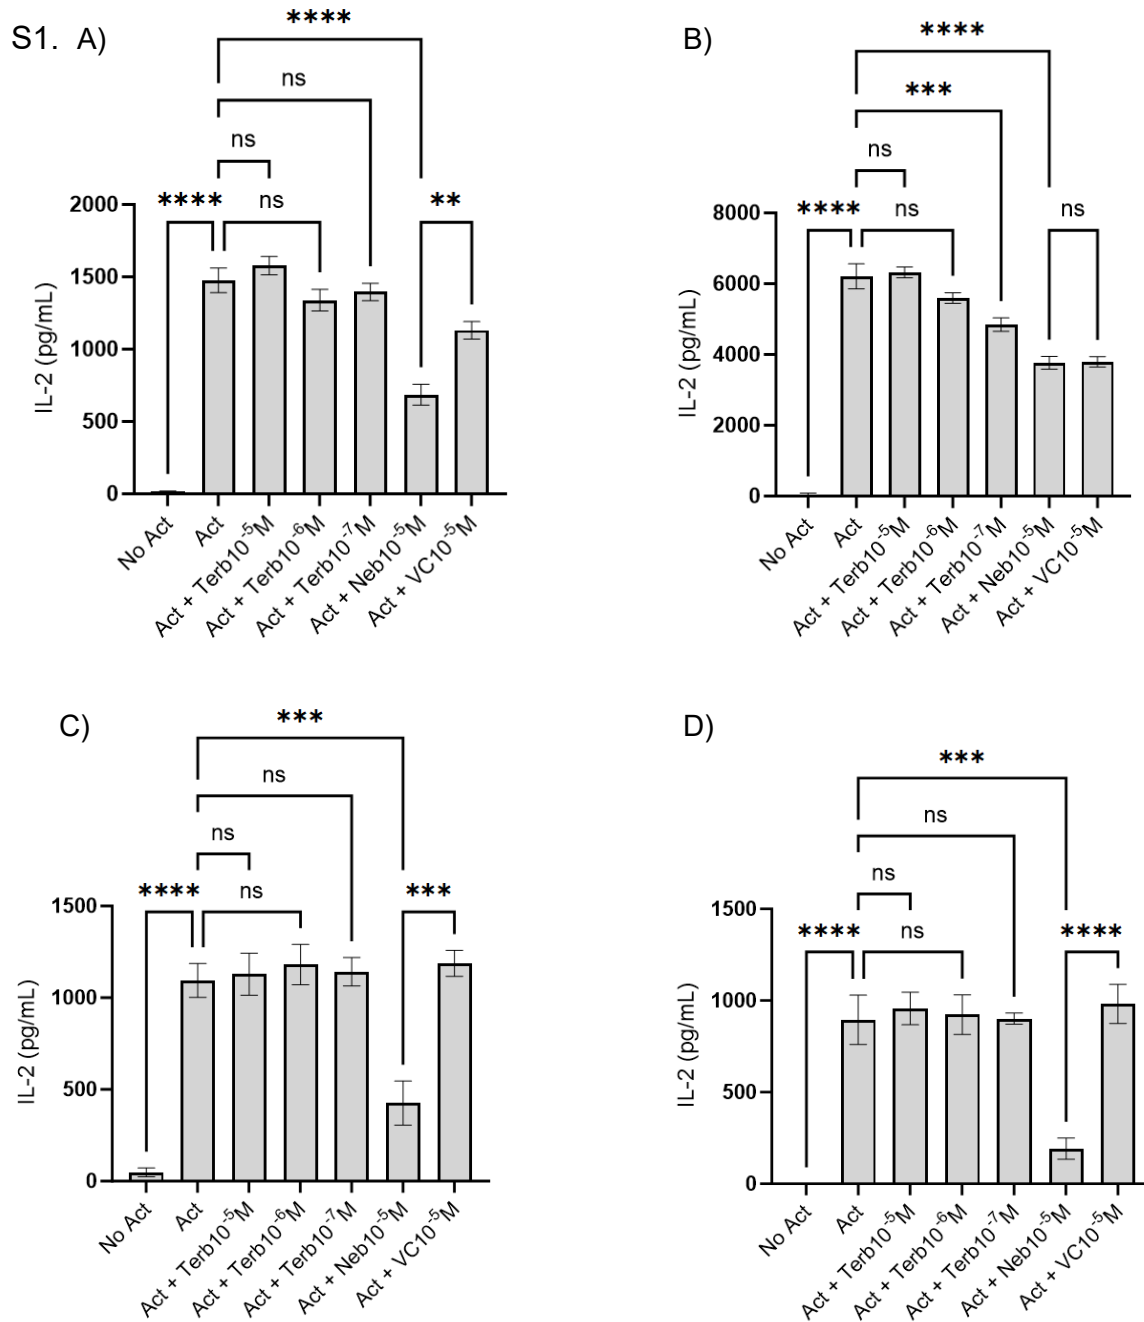 S1. A)
****
ns
ns
**** ns **
IL-2 (pg/mL)
2000
1500
1000
500
0
No Act
Act
Act + Terb10⁻⁵M
Act + Terb10⁻⁶M
Act + Terb10⁻⁷M
Act + Neb10⁻⁵M
Act + VC10⁻⁵M
B)
****
***
ns
**** ns ns
IL-2 (pg/mL)
8000
6000
4000
2000
0
No Act
Act
Act + Terb10⁻⁵M
Act + Terb10⁻⁶M
Act + Terb10⁻⁷M
Act + Neb10⁻⁵M
Act + VC10⁻⁵M
C)
***
ns
ns
**** ns ***
IL-2 (pg/mL)
1500
1000
500
0
No Act
Act
Act + Terb10⁻⁵M
Act + Terb10⁻⁶M
Act + Terb10⁻⁷M
Act + Neb10⁻⁵M
Act + VC10⁻⁵M
D)
***
ns
ns
**** ns ****
IL-2 (pg/mL)
1500
1000
500
0
No Act
Act
Act + Terb10⁻⁵M
Act + Terb10⁻⁶M
Act + Terb10⁻⁷M
Act + Neb10⁻⁵M
Act + VC10⁻⁵M